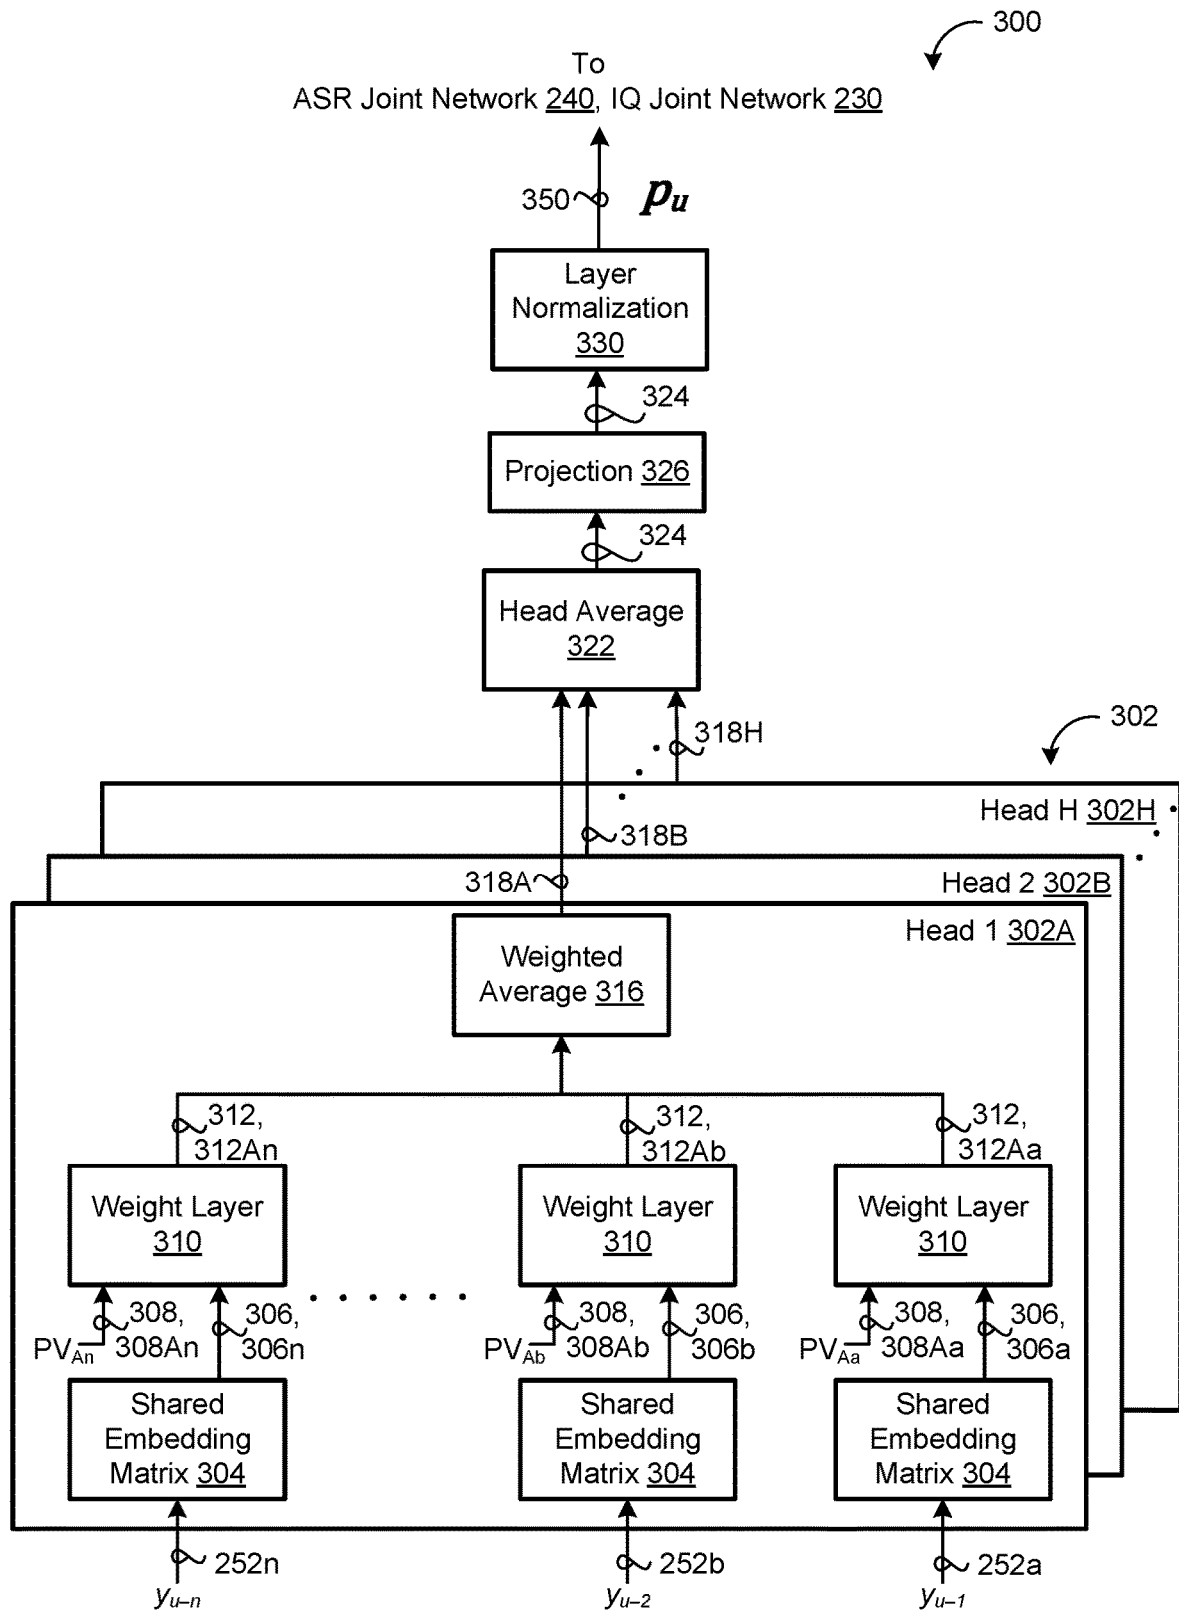 300
To
ASR Joint Network 240, IQ Joint Network 230
350
pu
Layer
Normalization
330
324
Projection 326
324
Head Average
322
302
318H
Head H 302H
318B
318A
Head 2 302B
Head 1 302A
Weighted
Average 316
312,
312An
312,
312Ab
312,
312Aa
Weight Layer
310
Weight Layer
310
Weight Layer
310
308,
308An
PVAn
306,
306n
308,
308Ab
PVAb
306,
306b
308,
308Aa
PVAa
306,
306a
Shared
Embedding
Matrix 304
Shared
Embedding
Matrix 304
Shared
Embedding
Matrix 304
252n
252b
252a
yu–n
yu–2
yu–1